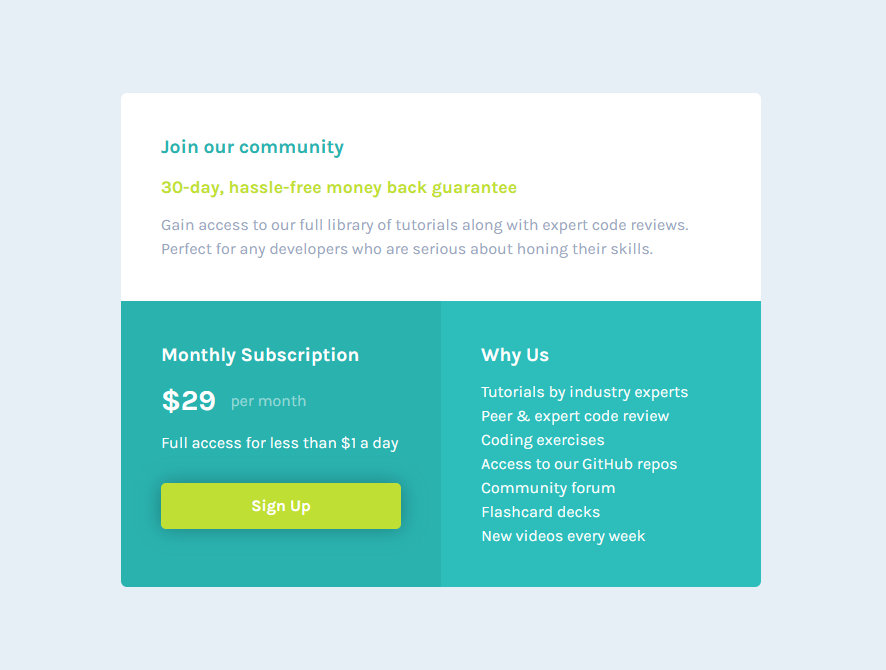 Join our community
30-day, hassle-free money back guarantee
Gain access to our full library of tutorials along with expert code reviews.
Perfect for any developers who are serious about honing their skills.
Monthly Subscription
$29 per month
Full access for less than $1 a day
Sign Up
Why Us
Tutorials by industry experts
Peer & expert code review
Coding exercises
Access to our GitHub repos
Community forum
Flashcard decks
New videos every week